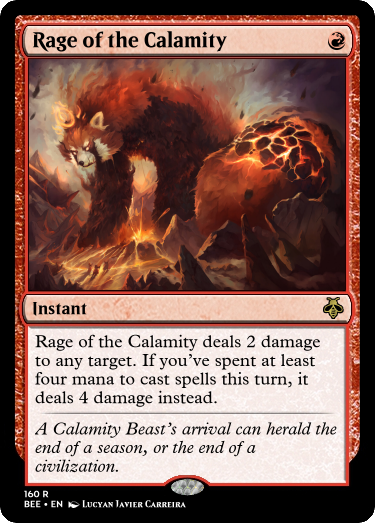 Rage of the Calamity
Instant
Rage of the Calamity deals 2 damage
to any target. If you've spent at least
four mana to cast spells this turn, it
deals 4 damage instead.
A Calamity Beast's arrival can herald the
end of a season, or the end of a
civilization.
160 R
BEE • EN Lucyan Javier Carreira